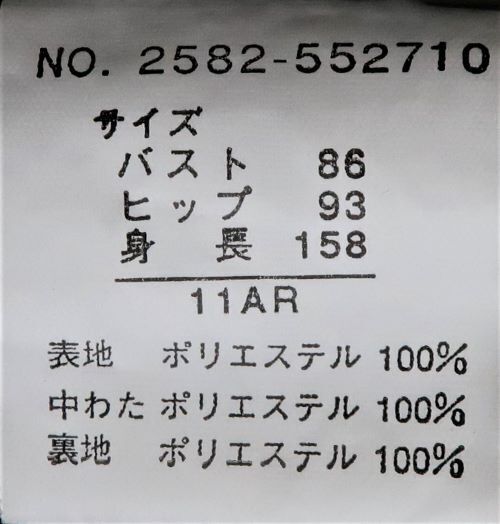 NO. 2582-552710
サイズ
バスト 86
ヒップ 93
身長 158
11AR
表地 ポリエステル 100%
中わた ポリエステル 100%
裏地 ポリエステル 100%